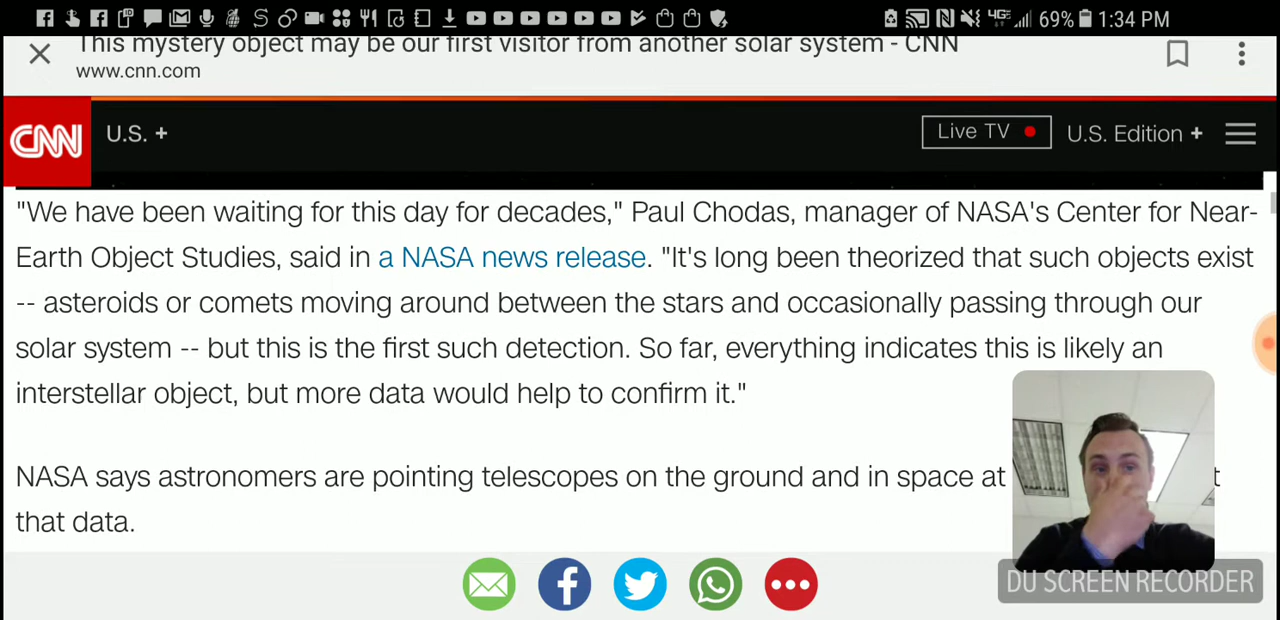 69% 1:34 PM
This mystery object may be our first visitor from another solar system - CNN
www.cnn.com
CNN U.S. + Live TV U.S. Edition +
"We have been waiting for this day for decades," Paul Chodas, manager of NASA's Center for Near-
Earth Object Studies, said in a NASA news release. "It's long been theorized that such objects exist
-- asteroids or comets moving around between the stars and occasionally passing through our
solar system -- but this is the first such detection. So far, everything indicates this is likely an
interstellar object, but more data would help to confirm it."
NASA says astronomers are pointing telescopes on the ground and in space at
that data.
DU SCREEN RECORDER